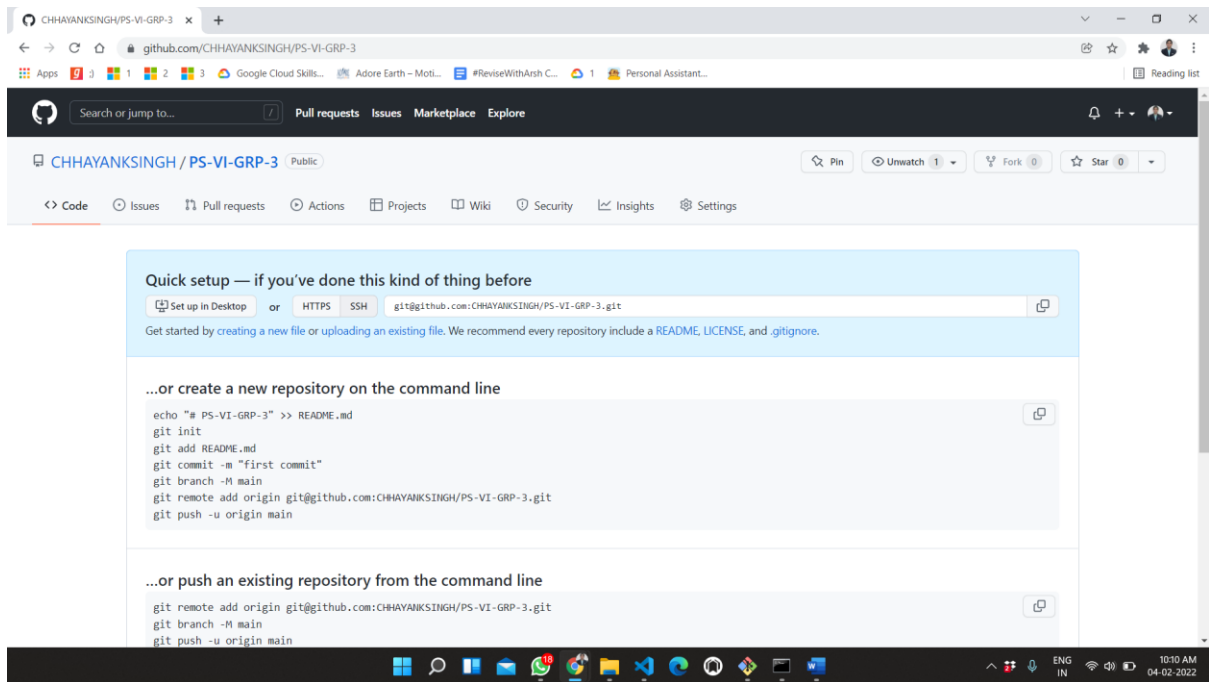 CHHAYANKSINGH/PS-VI-GRP-3
github.com/CHHAYANKSINGH/PS-VI-GRP-3
Apps :) 1 2 3 Google Cloud Skills... Adore Earth – Moti... #ReviseWithArsh C... 1 Personal Assistant... Reading list
Search or jump to... / Pull requests Issues Marketplace Explore
CHHAYANKSINGH / PS-VI-GRP-3 Public Pin Unwatch 1 Fork 0 Star 0
<> Code Issues Pull requests Actions Projects Wiki Security Insights Settings
Quick setup — if you've done this kind of thing before
Set up in Desktop or HTTPS SSH git@github.com:CHHAYANKSINGH/PS-VI-GRP-3.git
Get started by creating a new file or uploading an existing file. We recommend every repository include a README, LICENSE, and .gitignore.
...or create a new repository on the command line
echo "# PS-VI-GRP-3" >> README.md
git init
git add README.md
git commit -m "first commit"
git branch -M main
git remote add origin git@github.com:CHHAYANKSINGH/PS-VI-GRP-3.git
git push -u origin main
...or push an existing repository from the command line
git remote add origin git@github.com:CHHAYANKSINGH/PS-VI-GRP-3.git
git branch -M main
git push -u origin main
18
ENG
IN
10:10 AM
04-02-2022